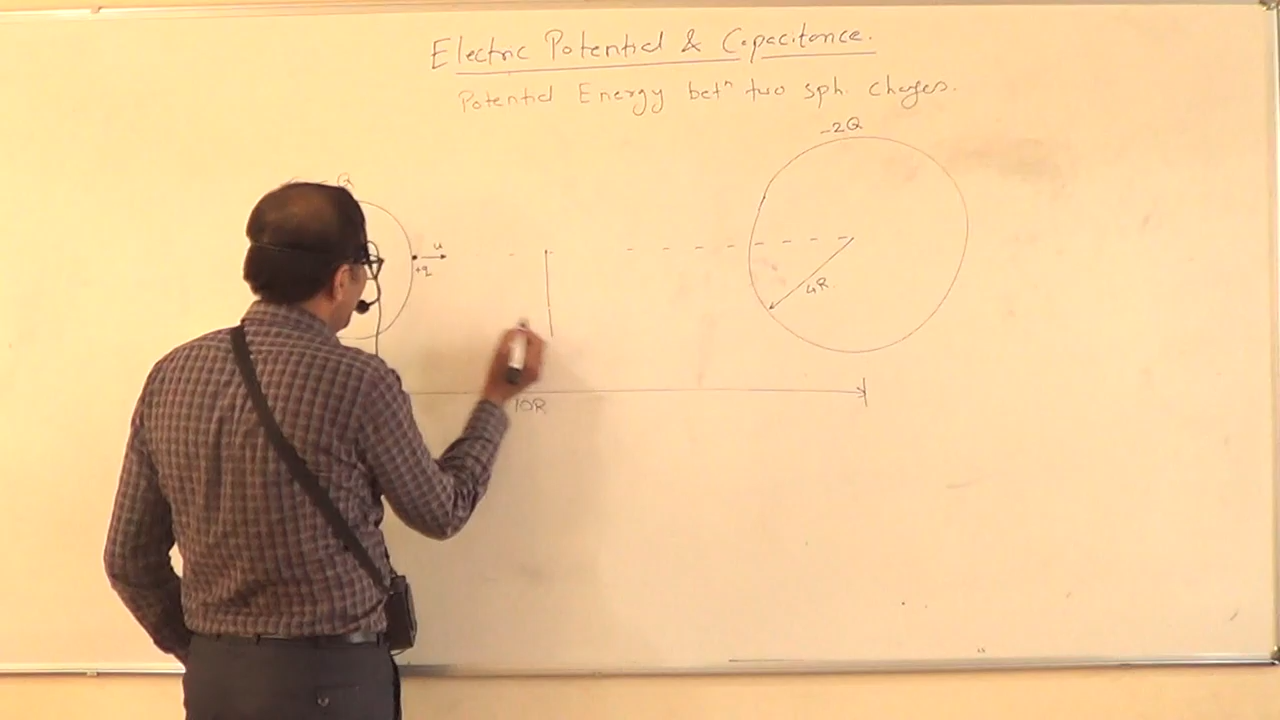 Electric Potential & Capacitance.
Potential Energy betⁿ two sph. charges.
-2Q
Q
u
+q
4R
10R